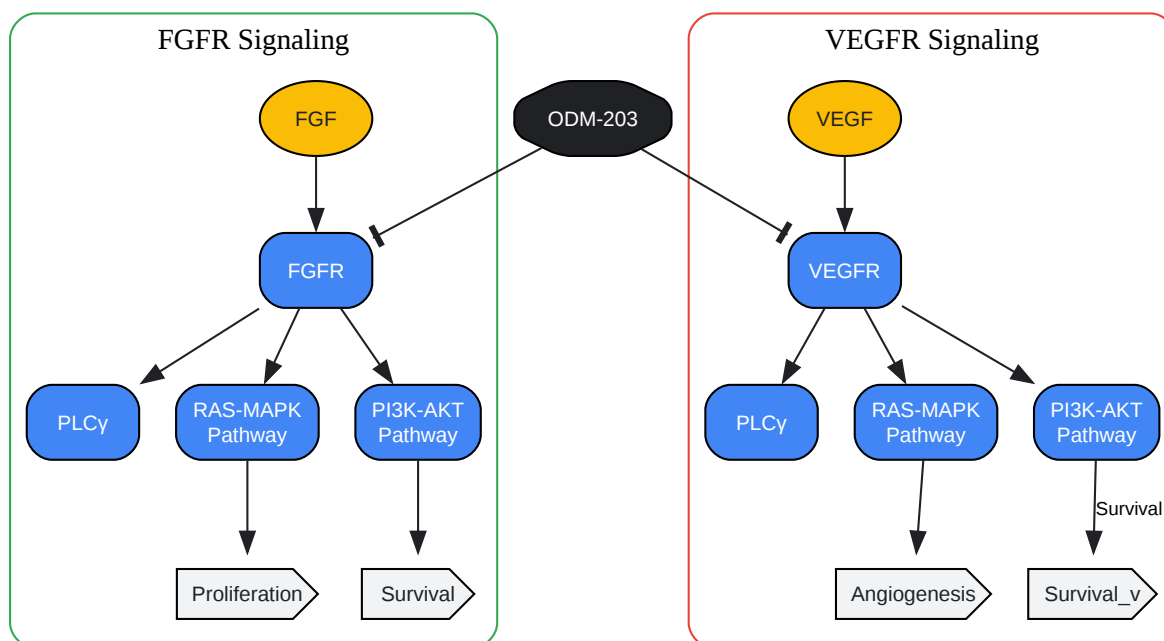 FGFR Signaling
VEGFR Signaling
FGF
ODM-203
VEGF
FGFR
VEGFR
PLCγ
RAS-MAPK
Pathway
PI3K-AKT
Pathway
PLCγ
RAS-MAPK
Pathway
PI3K-AKT
Pathway
Survival
Proliferation
Survival
Angiogenesis
Survival_v